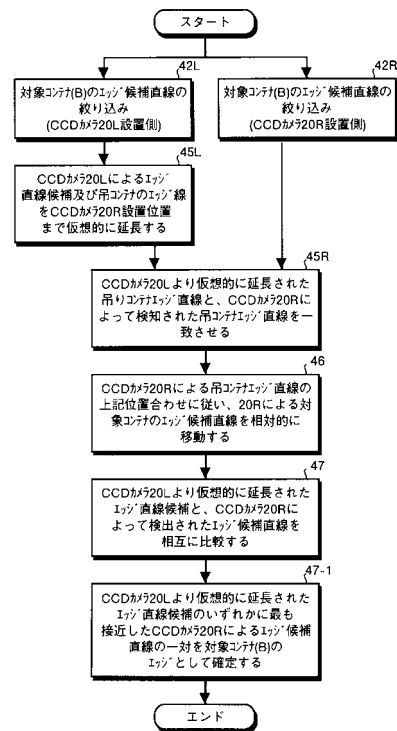 スタート
42L
対象コンテナ(B)のエッジ候補直線の
絞り込み
(CCDカメラ20L設置側)
42R
対象コンテナ(B)のエッジ候補直線の
絞り込み
(CCDカメラ20R設置側)
45L
CCDカメラ20Lによるエッジ
直線候補及び吊コンテナのエッジ線
をCCDカメラ20R設置位置
まで仮想的に延長する
45R
CCDカメラ20Lより仮想的に延長された
吊りコンテナエッジ直線と、CCDカメラ20Rに
よって検知された吊コンテナエッジ直線を一
致させる
46
CCDカメラ20Rによる吊コンテナエッジ直線の
上記位置合わせに従い、20Rによる対
象コンテナのエッジ候補直線を相対的に
移動する
47
CCDカメラ20Lより仮想的に延長された
エッジ直線候補と、CCDカメラ20Rに
よって検出されたエッジ候補直線を
相互に比較する
47-1
CCDカメラ20Lより仮想的に延長された
エッジ直線候補のいずれかに最も
接近したCCDカメラ20Rによるエッジ候補
直線の一対を対象コンテナ(B)の
エッジとして確定する
エンド